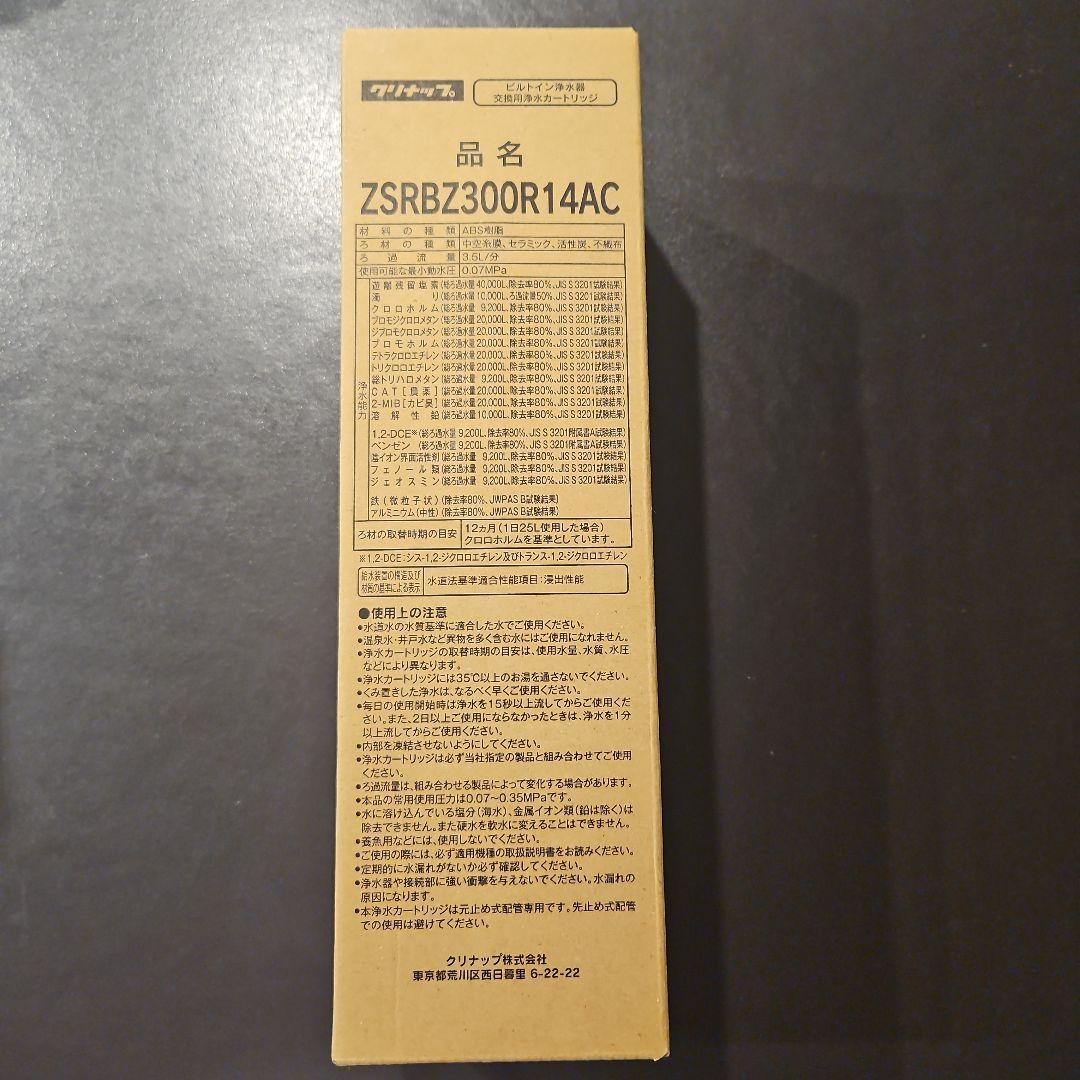 クリナップ
ビルトイン浄水器
交換用浄水カートリッジ
品名
ZSRBZ300R14AC
材料の種類 ABS樹脂
ろ材の種類 中空糸膜、セラミック、活性炭、不織布
ろ過流量 3.5L/分
使用可能な最小動水圧 0.07MPa
浄水能力
遊離残留塩素(総ろ過水量40,000L、除去率80%、JIS S 3201試験結果)
濁り(総ろ過水量10,000L、ろ過流量50%、JIS S 3201試験結果)
クロロホルム(総ろ過水量 9,200L、除去率80%、JIS S 3201試験結果)
ブロモジクロロメタン(総ろ過水量20,000L、除去率80%、JIS S 3201試験結果)
ジブロモクロロメタン(総ろ過水量20,000L、除去率80%、JIS S 3201試験結果)
ブロモホルム(総ろ過水量20,000L、除去率80%、JIS S 3201試験結果)
テトラクロロエチレン(総ろ過水量20,000L、除去率80%、JIS S 3201試験結果)
トリクロロエチレン(総ろ過水量20,000L、除去率80%、JIS S 3201試験結果)
総トリハロメタン(総ろ過水量 9,200L、除去率80%、JIS S 3201試験結果)
CAT[農薬](総ろ過水量20,000L、除去率80%、JIS S 3201試験結果)
2-MIB[カビ臭](総ろ過水量20,000L、除去率80%、JIS S 3201試験結果)
溶解性鉛(総ろ過水量10,000L、除去率80%、JIS S 3201試験結果)
1,2-DCE※(総ろ過水量 9,200L、除去率80%、JIS S 3201附属書A試験結果)
ベンゼン(総ろ過水量 9,200L、除去率80%、JIS S 3201附属書A試験結果)
陰イオン界面活性剤(総ろ過水量 9,200L、除去率80%、JIS S 3201試験結果)
フェノール類(総ろ過水量 9,200L、除去率80%、JIS S 3201試験結果)
ジェオスミン(総ろ過水量 9,200L、除去率80%、JIS S 3201試験結果)
鉄(微粒子状)(除去率80%、JWPAS B試験結果)
アルミニウム(中性)(除去率80%、JWPAS B試験結果)
ろ材の取替時期の目安 12ヵ月(1日25L使用した場合)
クロロホルムを基準としています。
※1,2-DCE:シス-1,2-ジクロロエチレン及びトランス-1,2-ジクロロエチレン
給水装置の構造及び
材質の基準による表示 水道法基準適合性能項目:浸出性能
●使用上の注意
●水道水の水質基準に適合した水でご使用ください。
●温泉水・井戸水など異物を多く含む水にはご使用になれません。
●浄水カートリッジの取替時期の目安は、使用水量、水質、水圧
などにより異なります。
●浄水カートリッジには35℃以上のお湯を通さないでください。
●くみ置きした浄水は、なるべく早くご使用ください。
●毎日の使用開始時は浄水を15秒以上流してからご使用くだ
さい。また、2日以上ご使用にならなかったときは、浄水を1分
以上流してからご使用ください。
●内部を凍結させないようにしてください。
●浄水カートリッジは必ず当社指定の製品と組み合わせてご使用
ください。
●ろ過流量は、組み合わせる製品によって変化する場合があります。
●本品の常用使用圧力は0.07〜0.35MPaです。
●水に溶け込んでいる塩分(海水)、金属イオン類(鉛は除く)は
除去できません。また硬水を軟水に変えることはできません。
●養魚用などには、使用しないでください。
●ご使用の際には、必ず適用機種の取扱説明書をお読みください。
●定期的に水漏れがないか必ず確認してください。
●浄水器や接続部に強い衝撃を与えないでください。水漏れの
原因になります。
●本浄水カートリッジは元止め式配管専用です。先止め式配管
での使用は避けてください。
クリナップ株式会社
東京都荒川区西日暮里 6-22-22